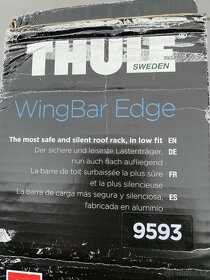 THULE
SWEDEN
WingBar Edge
The most safe and silent roof rack, in low fit EN
Der sichere und leiseste Lastenträger, DE
nun auch flach aufliegend
La barre de toit surbaissée la plus sûre FR
et la plus silencieuse
La barra de carga más segura y silenciosa, ES
fabricada en aluminio
9593